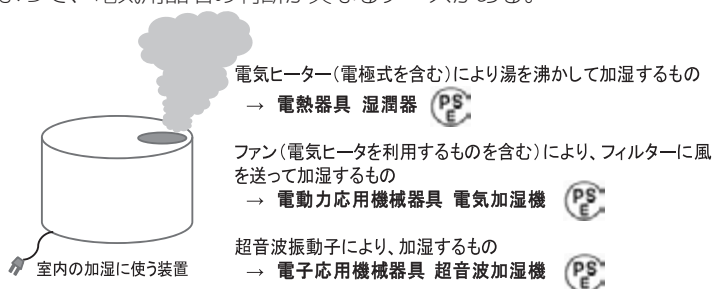 電気ヒーター（電極式を含む）により湯を沸かして加湿するもの
→ 電熱器具 湿潤器 PSE
ファン（電気ヒータを利用するものを含む）により、フィルターに風
を送って加湿するもの
→ 電動力応用機械器具 電気加湿機 PSE
超音波振動子により、加湿するもの
→ 電子応用機械器具 超音波加湿機 PSE
室内の加湿に使う装置